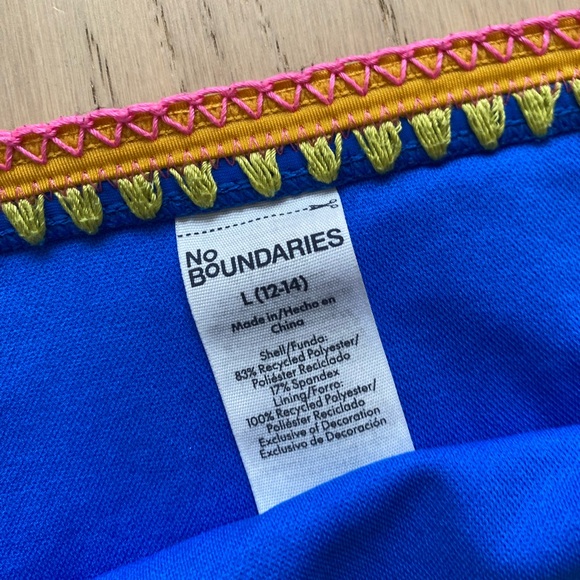 No
BOUNDARIES
L (12-14)
Made in/Hecho en
China
Shell/Funda:
83% Recycled Polyester/
Poliéster Reciclado
17% Spandex
Lining/Forro:
100% Recycled Polyester/
Poliéster Reciclado
Exclusive of Decoration
Exclusivo de Decoración